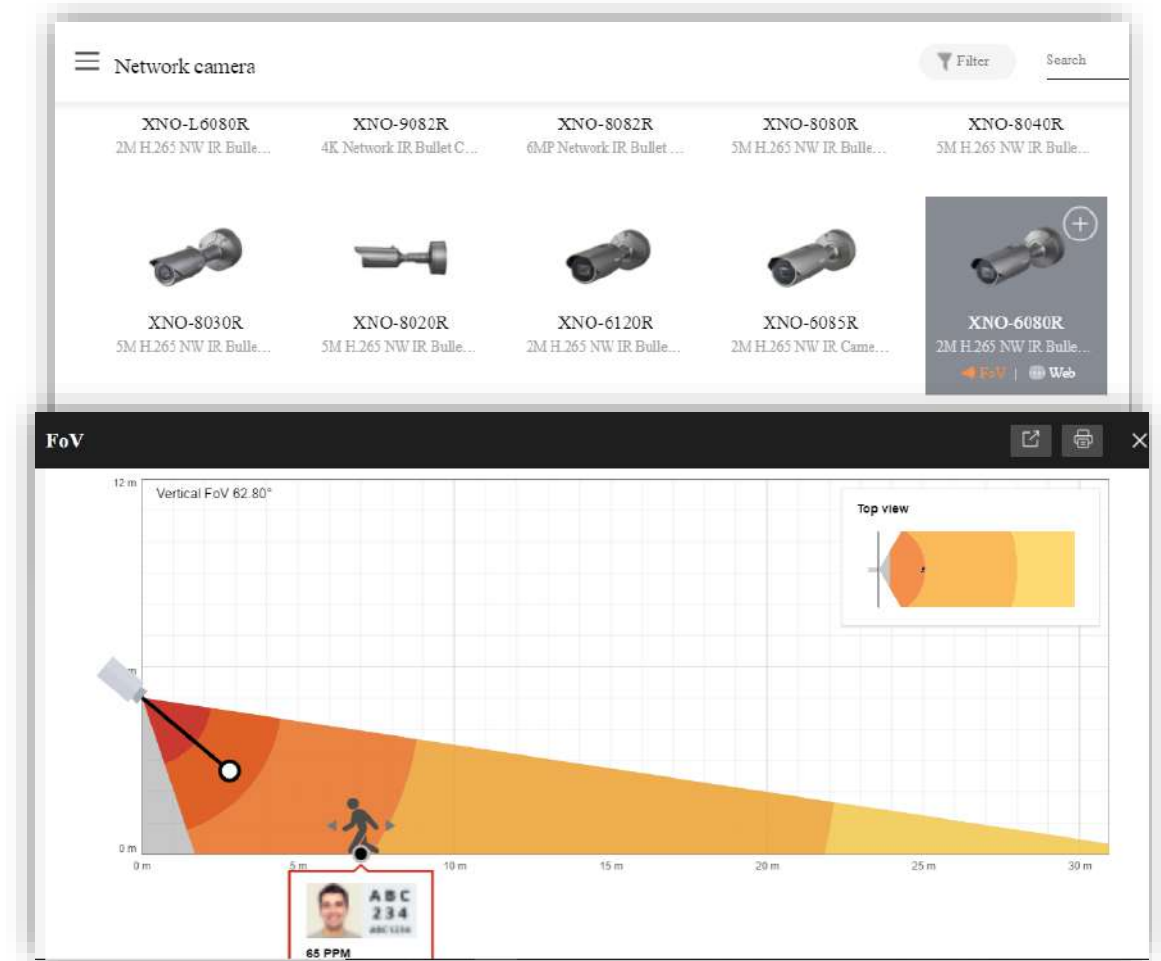 Network camera
Filter
Search
XNO-L6080R XNO-9082R XNO-8082R XNO-8080R XNO-8040R
2M H.265 NW IR Bulle... 4K Network IR Bullet C... 6MP Network IR Bullet ... 5M H.265 NW IR Bulle... 5M H.265 NW IR Bulle...
XNO-8030R XNO-8020R XNO-6120R XNO-6085R XNO-6080R
5M H.265 NW IR Bulle... 5M H.265 NW IR Bulle... 2M H.265 NW IR Bulle... 2M H.265 NW IR Came... 2M H.265 NW IR Bulle...
FoV | Web
FoV
12 m
Vertical FoV 62.80°
Top view
m
0 m
0 m 5 m 10 m 15 m 20 m 25 m 30 m
A B C
2 3 4
ABC1234
65 PPM